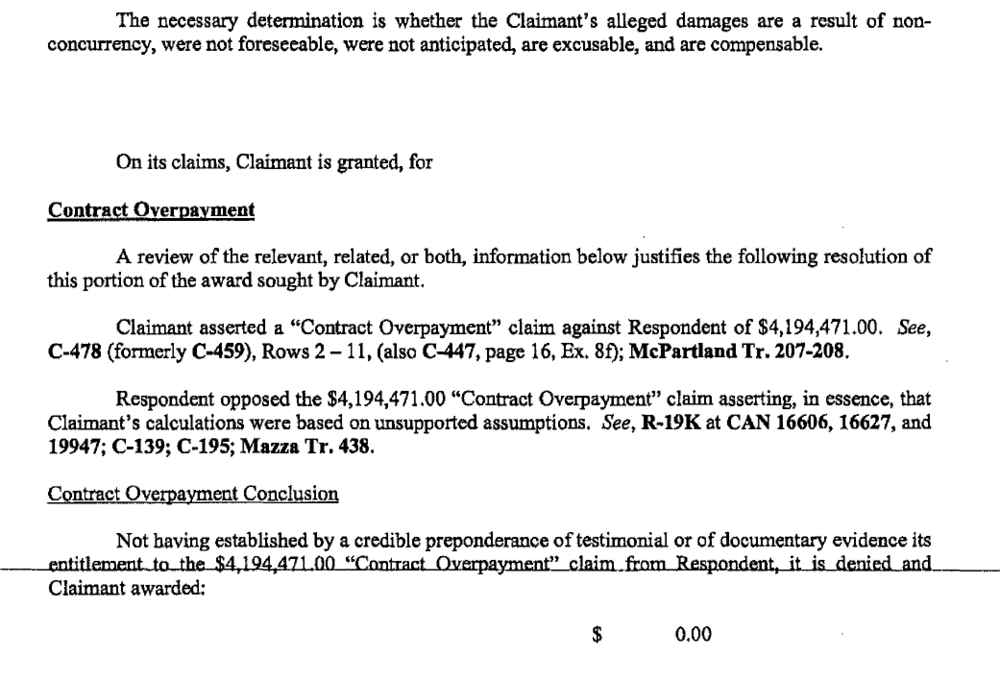 The necessary determination is whether the Claimant's alleged damages are a result of non-
concurrency, were not foreseeable, were not anticipated, are excusable, and are compensable.
On its claims, Claimant is granted, for
Contract Overpayment
A review of the relevant, related, or both, information below justifies the following resolution of
this portion of the award sought by Claimant.
Claimant asserted a “Contract Overpayment” claim against Respondent of $4,194,471.00. See,
C-478 (formerly C-459), Rows 2 – 11, (also C-447, page 16, Ex. 8f); McPartland Tr. 207-208.
Respondent opposed the $4,194,471.00 “Contract Overpayment” claim asserting, in essence, that
Claimant's calculations were based on unsupported assumptions. See, R-19K at CAN 16606, 16627, and
19947; C-139; C-195; Mazza Tr. 438.
Contract Overpayment Conclusion
Not having established by a credible preponderance of testimonial or of documentary evidence its
entitlement to the $4,194,471.00 “Contract Overpayment” claim from Respondent, it is denied and
Claimant awarded:
$ 0.00